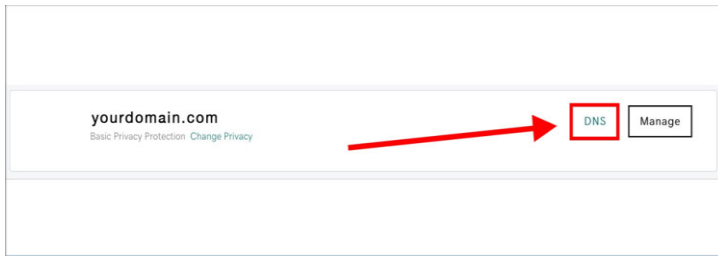 yourdomain.com
Basic Privacy Protection Change Privacy
DNS
Manage